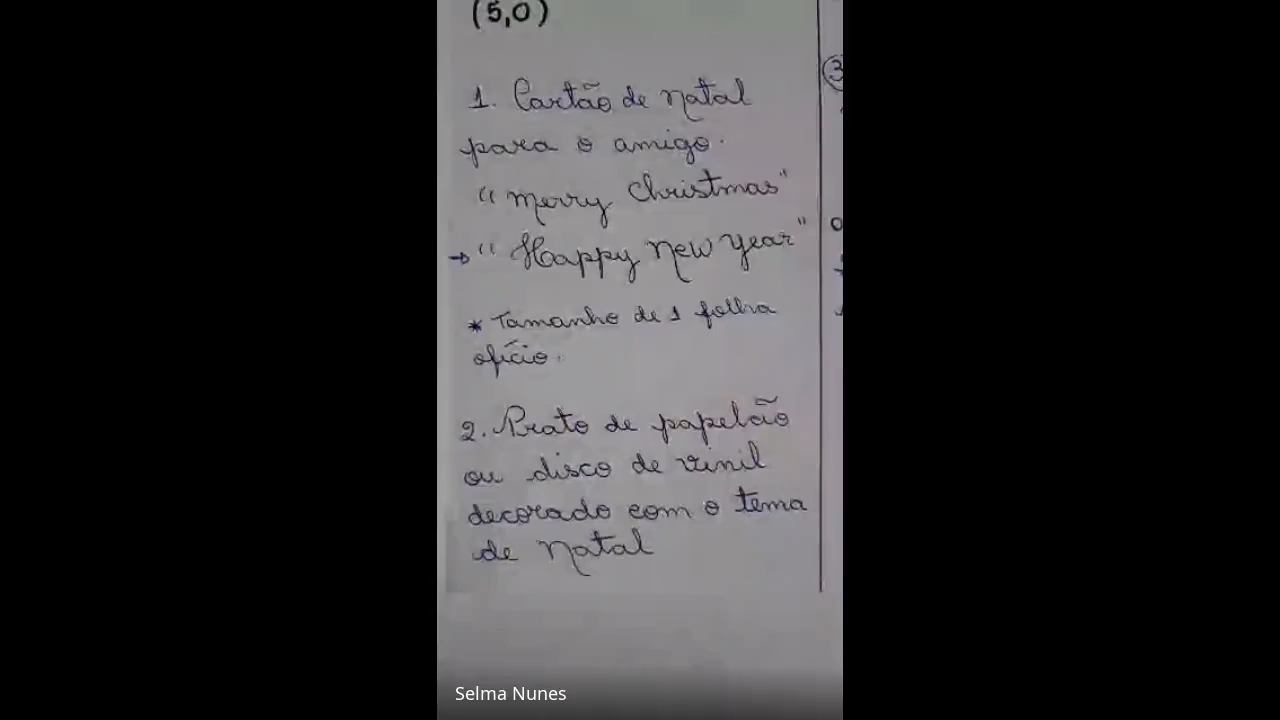 (5,0)
1. Cartão de natal
para o amigo.
"Merry Christmas"
→ "Happy New Year"
* Tamanho de 1 folha
ofício.
2. Prato de papelão
ou disco de vinil
decorado com o tema
de Natal
3
Selma Nunes